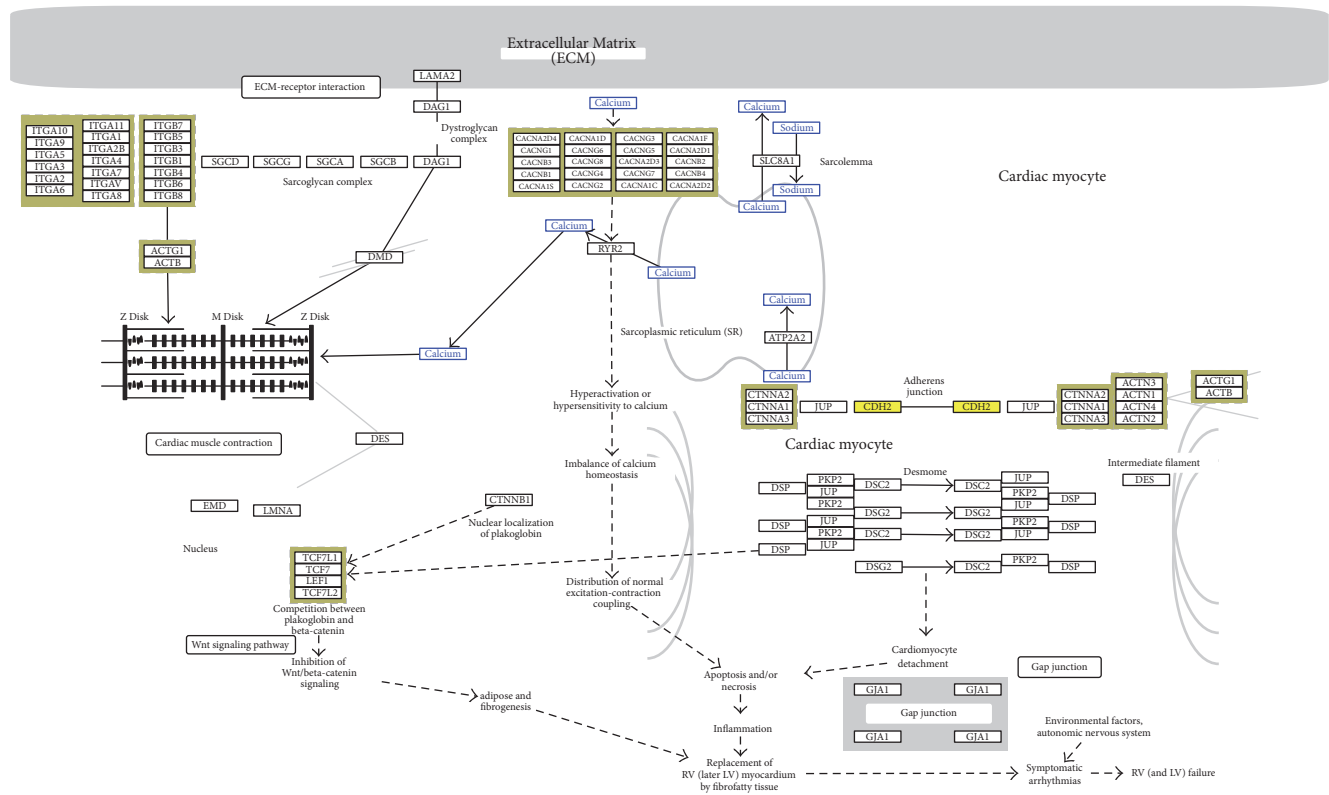 Extracellular Matrix
(ECM)
LAMA2
ECM-receptor interaction
DAG1
Dystroglycan
complex
ITGA10
ITGA9
ITGA5
ITGA3
ITGA2
ITGA6
ITGA11
ITGA1
ITGA2B
ITGA4
ITGA7
ITGAV
ITGA8
ITGB7
ITGB5
ITGB3
ITGB1
ITGB4
ITGB6
ITGB8
SGCD
SGCG
SGCA
SGCB
DAG1
Sarcoglycan complex
Calcium
CACNA2D4
CACNG1
CACNB3
CACNB1
CACNA1S
CACNA1D
CACNG6
CACNG8
CACNG4
CACNG2
CACNG3
CACNG5
CACNA2D3
CACNG7
CACNA1C
CACNA1F
CACNA2D1
CACNB2
CACNB4
CACNA2D2
Calcium
Sodium
SLC8A1
Sarcolemma
Sodium
Calcium
Cardiac myocyte
ACTG1
ACTB
DMD
Calcium
RYR2
Calcium
Z Disk
M Disk
Z Disk
Calcium
Sarcoplasmic reticulum (SR)
Calcium
ATP2A2
Calcium
CTNNA2
CTNNA1
CTNNA3
JUP
CDH2
Adherens
junction
CDH2
JUP
CTNNA2
CTNNA1
CTNNA3
ACTN3
ACTN1
ACTN4
ACTN2
ACTG1
ACTB
Hyperactivation or
hypersensitivity to calcium
Cardiac muscle contraction
DES
Cardiac myocyte
Imbalance of calcium
homeostasis
Desmome
Intermediate filament
DES
DSP
PKP2
JUP
PKP2
DSC2
DSC2
JUP
PKP2
JUP
DSP
DSG2
DSG2
DSP
JUP
PKP2
JUP
DSC2
DSG2
PKP2
JUP
DSP
DSP
DSG2
DSC2
PKP2
DSP
EMD
LMNA
CTNNB1
Nuclear localization
of plakoglobin
Nucleus
TCF7L1
TCF7
LEF1
TCF7L2
Competition between
plakoglobin and
beta-catenin
Distribution of normal
excitation-contraction
coupling
Wnt signaling pathway
Inhibition of
Wnt/beta-catenin
signaling
adipose and
fibrogenesis
Cardiomyocyte
detachment
Gap junction
Apoptosis and/or
necrosis
GJA1
GJA1
Gap junction
GJA1
GJA1
Inflammation
Environmental factors,
autonomic nervous system
Replacement of
RV (later LV) myocardium
by fibrofatty tissue
Symptomatic
arrhythmias
RV (and LV) failure